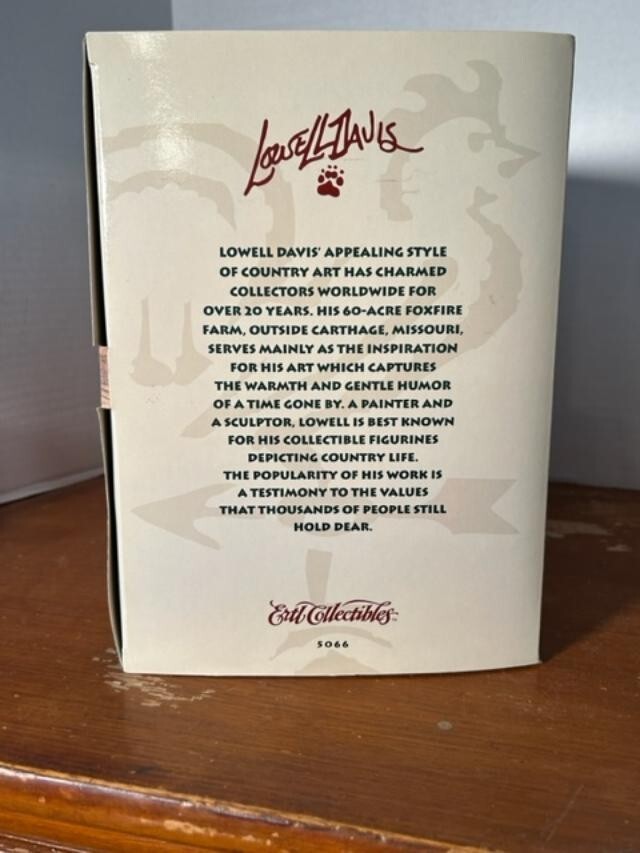 Lowell Davis
LOWELL DAVIS' APPEALING STYLE
OF COUNTRY ART HAS CHARMED
COLLECTORS WORLDWIDE FOR
OVER 20 YEARS. HIS 60-ACRE FOXFIRE
FARM, OUTSIDE CARTHAGE, MISSOURI,
SERVES MAINLY AS THE INSPIRATION
FOR HIS ART WHICH CAPTURES
THE WARMTH AND GENTLE HUMOR
OF A TIME GONE BY. A PAINTER AND
A SCULPTOR, LOWELL IS BEST KNOWN
FOR HIS COLLECTIBLE FIGURINES
DEPICTING COUNTRY LIFE.
THE POPULARITY OF HIS WORK IS
A TESTIMONY TO THE VALUES
THAT THOUSANDS OF PEOPLE STILL
HOLD DEAR.
Ertl Collectibles™
5066